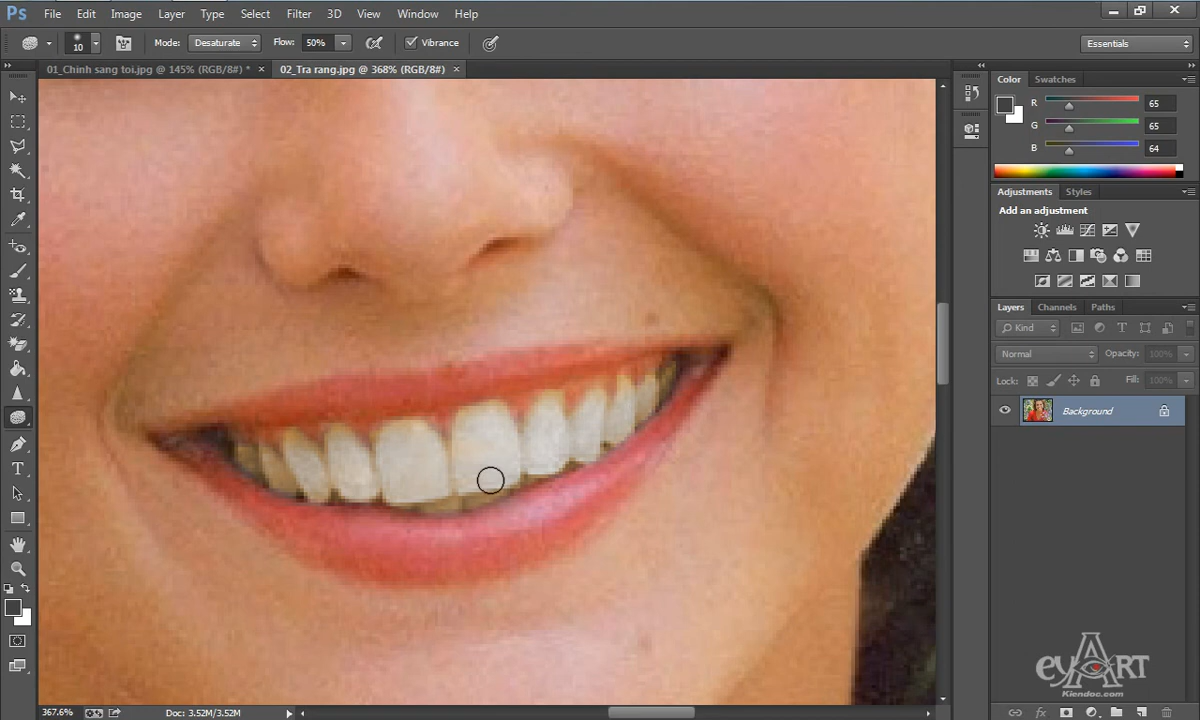 Ps File Edit Image Layer Type Select Filter 3D View Window Help
10 Mode: Desaturate Flow: 50% Vibrance Essentials
01_Chinh sang toi.jpg @ 145% (RGB/8#) * × 02_Tra rang.jpg @ 368% (RGB/8#) ×
Color Swatches
R 65
G 65
B 64
Adjustments Styles
Add an adjustment
Layers Channels Paths
Kind
Normal Opacity: 100%
Lock: Fill: 100%
Background
eyART
Kiendoc.com
367.6% Doc: 3.52M/3.52M